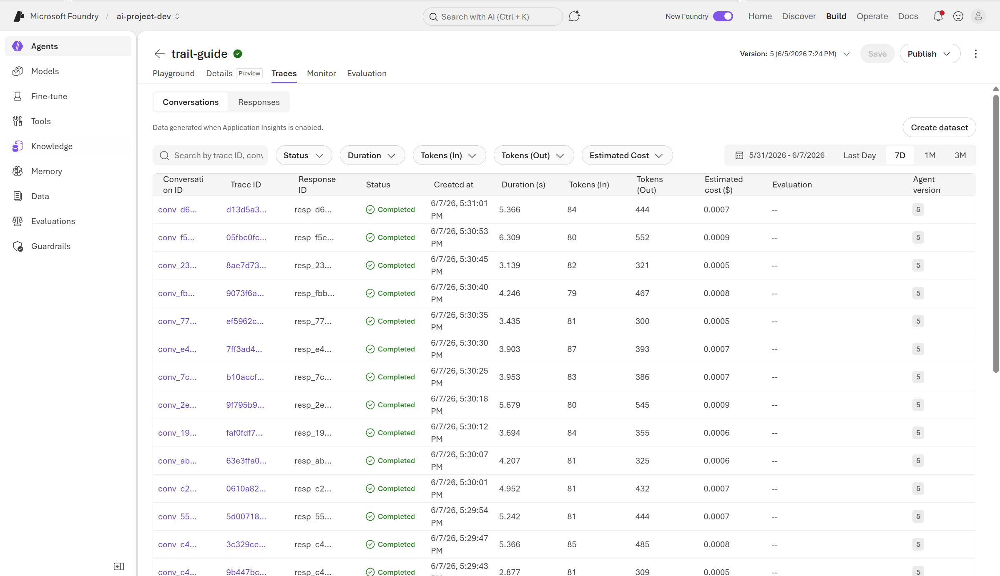 Microsoft Foundry / ai-project-dev
Search with AI (Ctrl + K)
New Foundry
Home Discover Build Operate Docs
Agents
Models
Fine-tune
Tools
Knowledge
Memory
Data
Evaluations
Guardrails
trail-guide
Version: 5 (6/5/2026 7:24 PM)
Save
Publish
Playground Details Preview Traces Monitor Evaluation
Conversations Responses
Data generated when Application Insights is enabled.
Create dataset
Search by trace ID, conv
Status Duration Tokens (In) Tokens (Out) Estimated Cost
5/31/2026 - 6/7/2026 Last Day 7D 1M 3M
Conversati
on ID
Trace ID
Response
ID
Status
Created at
Duration (s)
Tokens (In)
Tokens
(Out)
Estimated
cost ($)
Evaluation
Agent
version
conv_d6... d13d5a3... resp_d6... Completed 6/7/26, 5:31:01 PM 5.366 84 444 0.0007 -- 5
conv_f5... 05fbc0fc... resp_f5e... Completed 6/7/26, 5:30:53 PM 6.309 80 552 0.0009 -- 5
conv_23... 8ae7d73... resp_23... Completed 6/7/26, 5:30:45 PM 3.139 82 321 0.0005 -- 5
conv_fb... 9073f6a... resp_fbb... Completed 6/7/26, 5:30:40 PM 4.246 79 467 0.0008 -- 5
conv_77... ef5962c... resp_77... Completed 6/7/26, 5:30:35 PM 3.435 81 300 0.0005 -- 5
conv_e4... 7ff3ad4... resp_e4... Completed 6/7/26, 5:30:30 PM 3.903 87 393 0.0007 -- 5
conv_7c... b10accf... resp_7c... Completed 6/7/26, 5:30:25 PM 3.953 83 386 0.0007 -- 5
conv_2e... 9f795b9... resp_2e... Completed 6/7/26, 5:30:18 PM 5.679 80 545 0.0009 -- 5
conv_19... faf0fdf7... resp_19... Completed 6/7/26, 5:30:12 PM 3.694 84 355 0.0006 -- 5
conv_ab... 63e3ffa0... resp_ab... Completed 6/7/26, 5:30:07 PM 4.207 81 325 0.0006 -- 5
conv_c2... 0610a82... resp_c2... Completed 6/7/26, 5:30:01 PM 4.952 81 432 0.0007 -- 5
conv_55... 5d00718... resp_55... Completed 6/7/26, 5:29:54 PM 5.242 81 444 0.0007 -- 5
conv_c4... 3c329ce... resp_c4... Completed 6/7/26, 5:29:47 PM 5.366 85 485 0.0008 -- 5
conv_c4... 9b447bc... resp_c4... Completed 6/7/26, 5:29:43 2.877 81 309 0.0005 -- 5